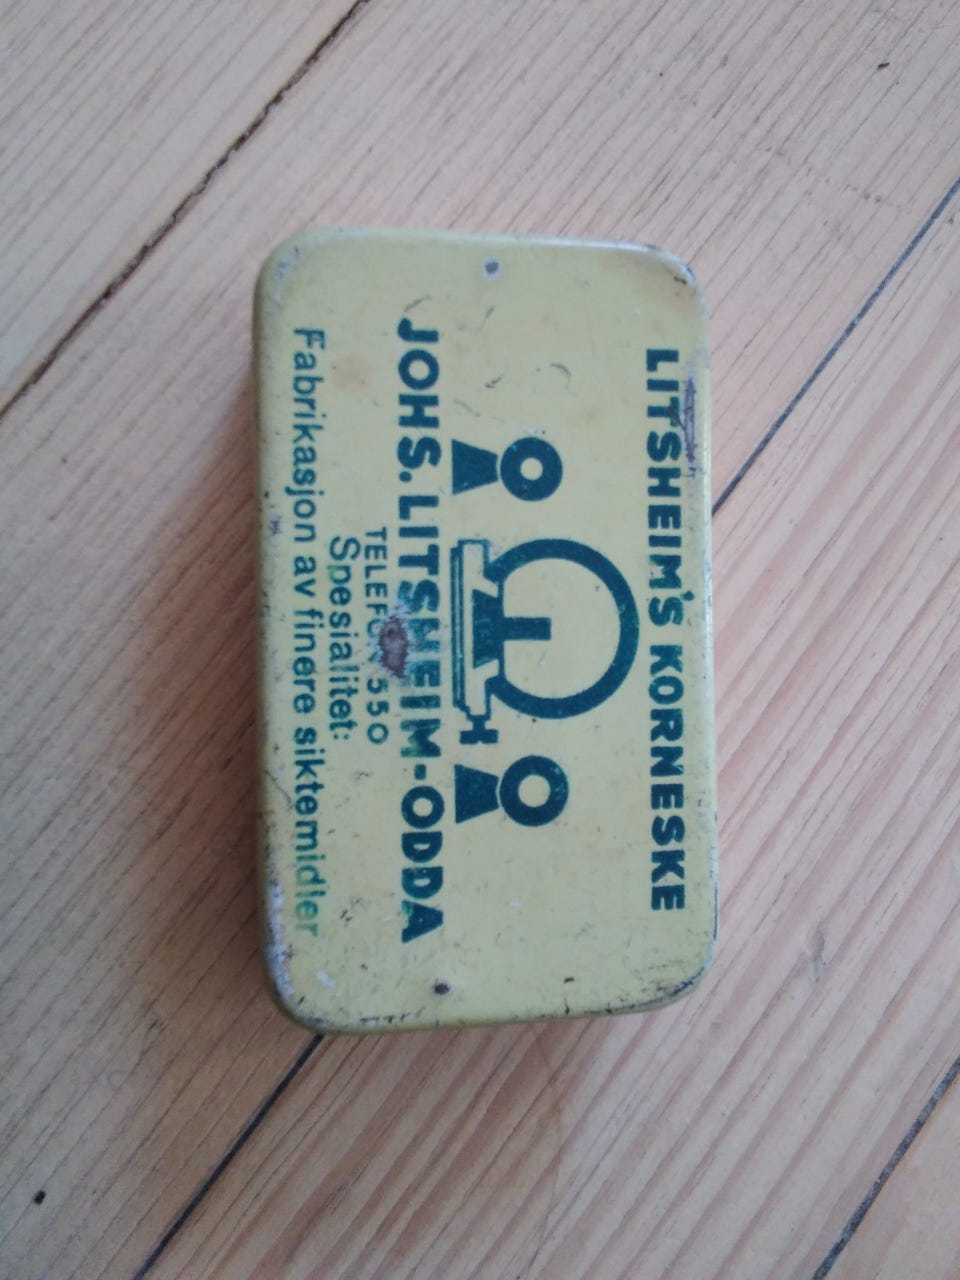 LITSHEIM'S KORNESKE
JOHS. LITSHEIM-ODDA
TELEFON 550
Spesialitet:
Fabrikasjon av finere siktemidler